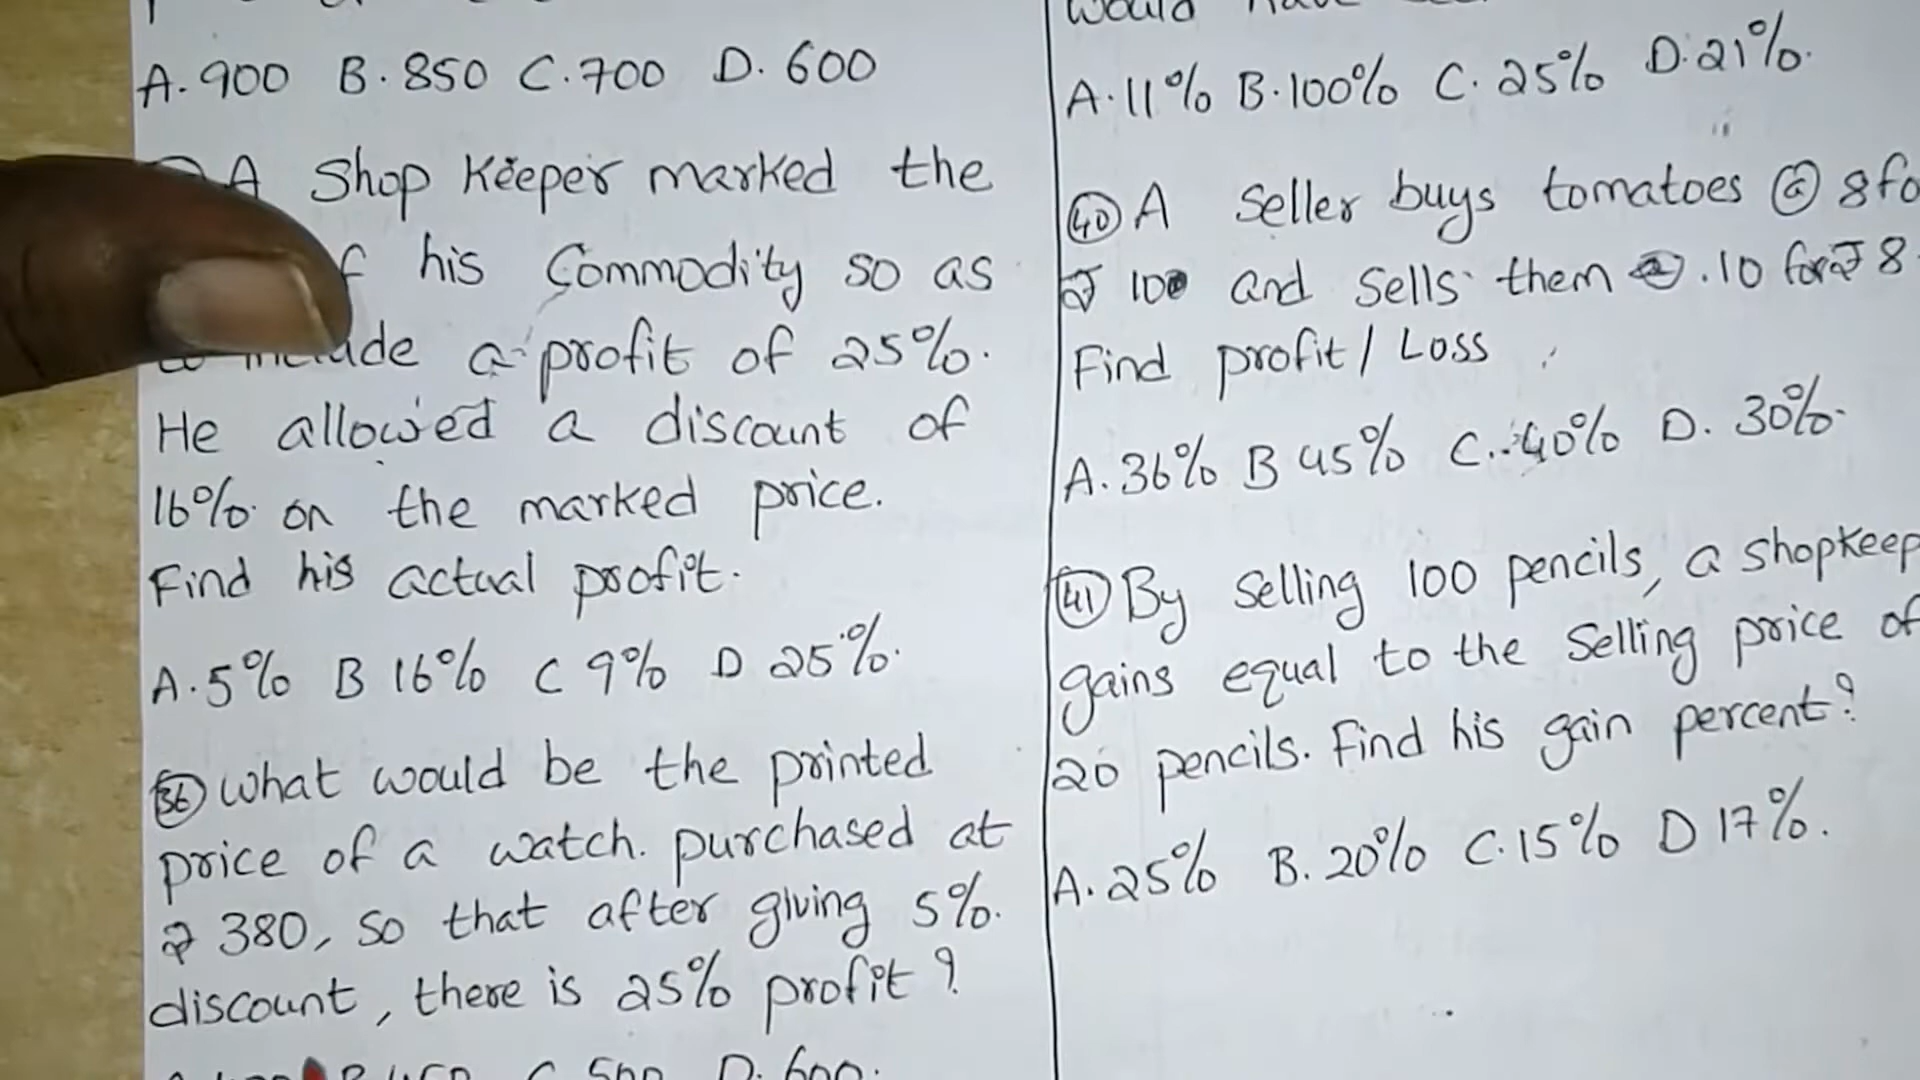 A. 900 B. 850 C. 700 D. 600
A Shop Keeper marked the
his Commodity so as
a profit of 25%.
He allowed a discount of
16% on the marked price.
Find his actual profit.
A. 5% B 16% C 9% D 25%.
36 What would be the printed
price of a watch. purchased at
₹ 380, so that after giving 5%.
discount, there is 25% profit?
C. 500 D. 600.
would have
A. 11% B. 100% C. 25% D. 21%.
40 A seller buys tomatoes @ 8
₹ 10 and sells them @. 10 for ₹ 8
Find profit / Loss
A. 36% B 45% C. 40% D. 30%.
41 By Selling 100 pencils, a
gains equal to the Selling price of
20 pencils. Find his gain percent?
A. 25% B. 20% C. 15% D 17%.